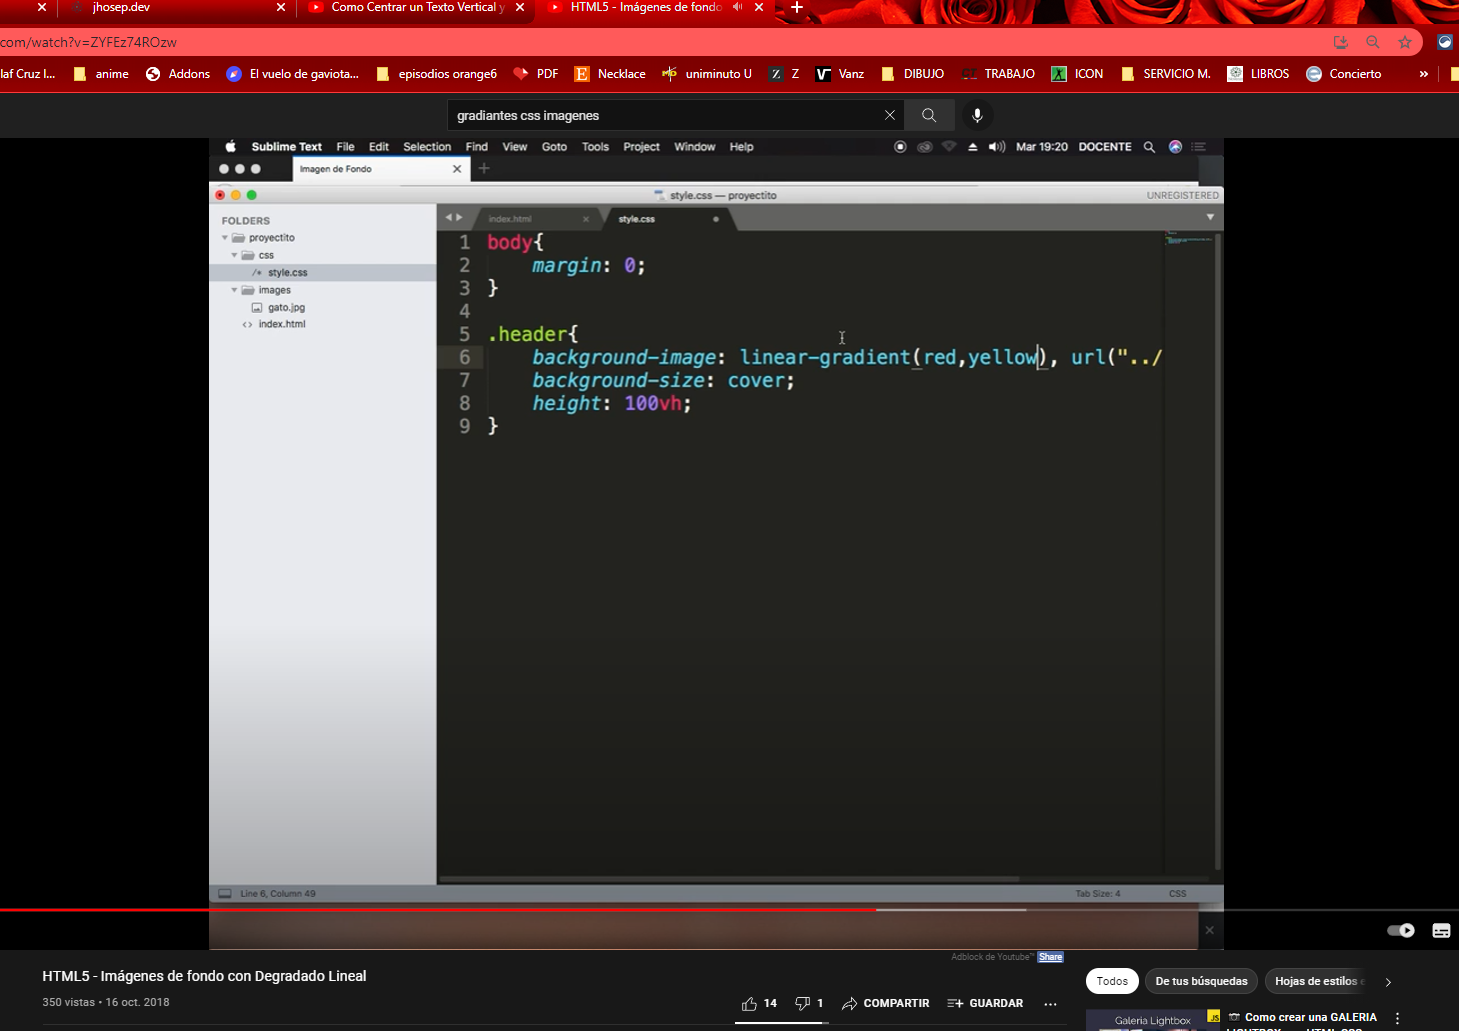 jhosep.dev
Como Centrar un Texto Vertical y
HTML5 - Imágenes de fondo
com/watch?v=ZYFEz74ROzw
laf Cruz I...
anime
Addons
El vuelo de gaviota...
episodios orange6
PDF
Necklace
uniminuto U
Z
Vanz
DIBUJO
TRABAJO
ICON
SERVICIO M.
LIBROS
Concierto
»
gradiantes css imagenes
Sublime Text File Edit Selection Find View Goto Tools Project Window Help
Mar 19:20 DOCENTE
Imagen de Fondo
style.css — proyectito
UNREGISTERED
FOLDERS
proyectito
css
/* style.css
images
gato.jpg
<> index.html
index.html
style.css
1 body{
2 margin: 0;
3 }
4
5 .header{
6 background-image: linear-gradient(red,yellow), url("../
7 background-size: cover;
8 height: 100vh;
9 }
Line 6, Column 49
Tab Size: 4
CSS
Adblock de Youtube™ Share
HTML5 - Imágenes de fondo con Degradado Lineal
350 vistas • 16 oct. 2018
14
1
COMPARTIR
GUARDAR
...
Todos
De tus búsquedas
Hojas de estilos
Galeria Lightbox
JS
Como crear una GALERIA